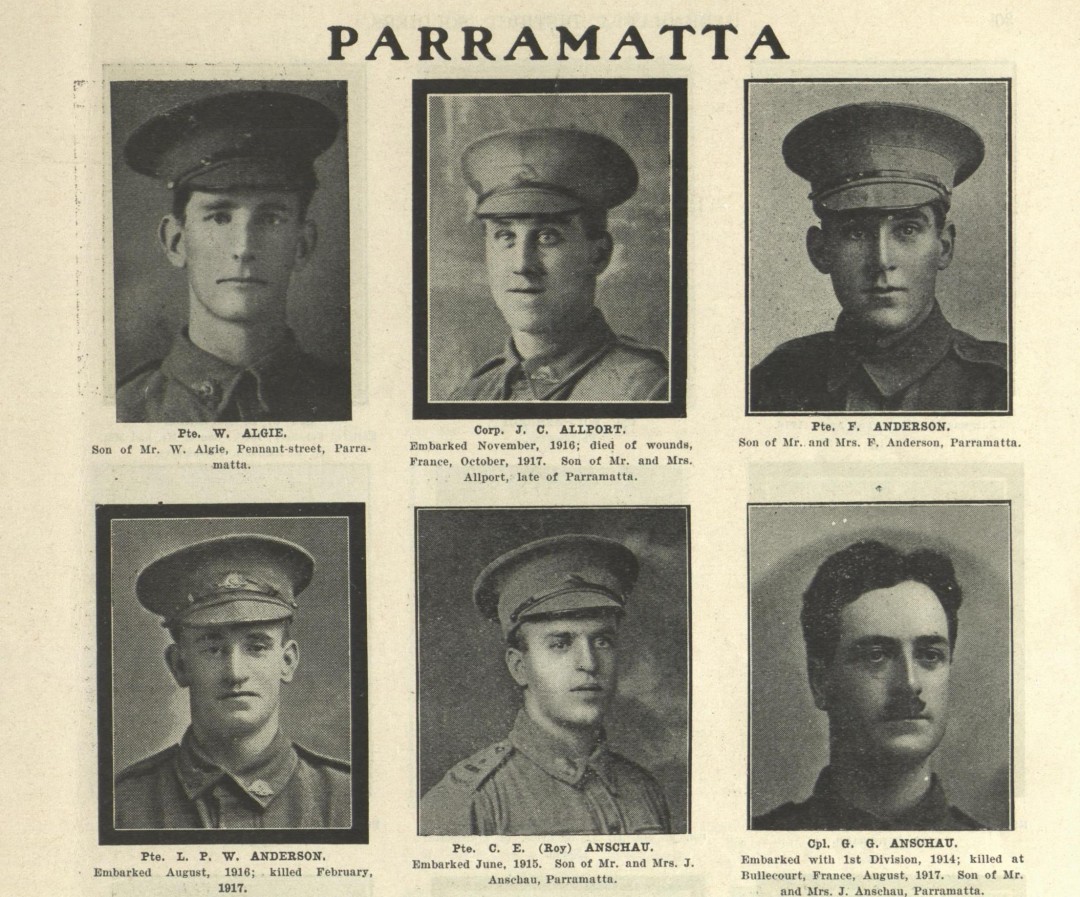 PARRAMATTA
Pte. W. ALGIE.
Son of Mr. W. Algie, Pennant-street, Parra-
matta.
Corp. J. C. ALLPORT.
Embarked November, 1916; died of wounds,
France, October, 1917. Son of Mr. and Mrs.
Allport, late of Parramatta.
Pte. F. ANDERSON.
Son of Mr. and Mrs. F. Anderson, Parramatta.
Pte. L. P. W. ANDERSON.
Embarked August, 1916; killed February,
1917.
Pte. C. E. (Roy) ANSCHAU.
Embarked June, 1915. Son of Mr. and Mrs. J.
Anschau, Parramatta.
Cpl. G. G. ANSCHAU.
Embarked with 1st Division, 1914; killed at
Bullecourt, France, August, 1917. Son of Mr.
and Mrs. J. Anschau, Parramatta.